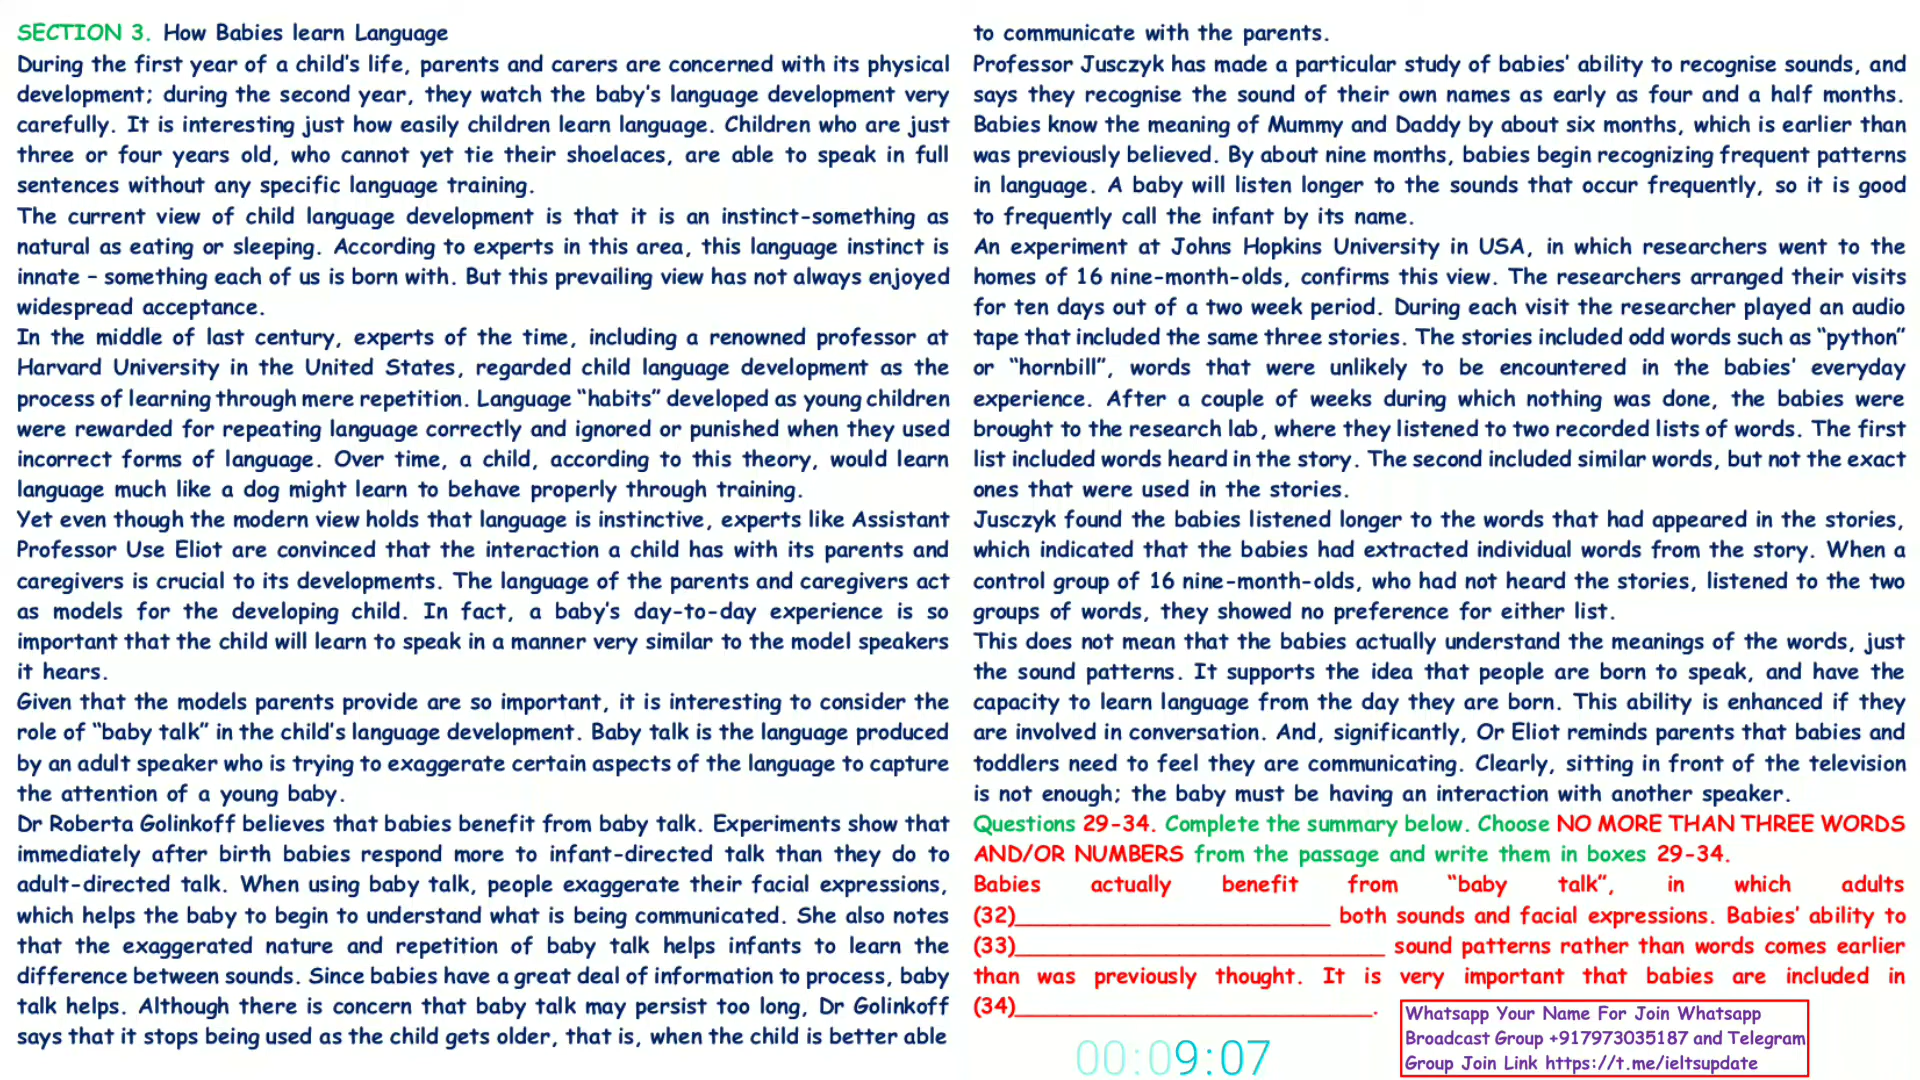 SECTION 3. How Babies learn Language
During the first year of a child's life, parents and carers are concerned with its physical
development; during the second year, they watch the baby's language development very
carefully. It is interesting just how easily children learn language. Children who are just
three or four years old, who cannot yet tie their shoelaces, are able to speak in full
sentences without any specific language training.
The current view of child language development is that it is an instinct-something as
natural as eating or sleeping. According to experts in this area, this language instinct is
innate – something each of us is born with. But this prevailing view has not always enjoyed
widespread acceptance.
In the middle of last century, experts of the time, including a renowned professor at
Harvard University in the United States, regarded child language development as the
process of learning through mere repetition. Language “habits” developed as young children
were rewarded for repeating language correctly and ignored or punished when they used
incorrect forms of language. Over time, a child, according to this theory, would learn
language much like a dog might learn to behave properly through training.
Yet even though the modern view holds that language is instinctive, experts like Assistant
Professor Use Eliot are convinced that the interaction a child has with its parents and
caregivers is crucial to its developments. The language of the parents and caregivers act
as models for the developing child. In fact, a baby's day-to-day experience is so
important that the child will learn to speak in a manner very similar to the model speakers
it hears.
Given that the models parents provide are so important, it is interesting to consider the
role of “baby talk” in the child's language development. Baby talk is the language produced
by an adult speaker who is trying to exaggerate certain aspects of the language to capture
the attention of a young baby.
Dr Roberta Golinkoff believes that babies benefit from baby talk. Experiments show that
immediately after birth babies respond more to infant-directed talk than they do to
adult-directed talk. When using baby talk, people exaggerate their facial expressions,
which helps the baby to begin to understand what is being communicated. She also notes
that the exaggerated nature and repetition of baby talk helps infants to learn the
difference between sounds. Since babies have a great deal of information to process, baby
talk helps. Although there is concern that baby talk may persist too long, Dr Golinkoff
says that it stops being used as the child gets older, that is, when the child is better able
to communicate with the parents.
Professor Jusczyk has made a particular study of babies' ability to recognise sounds, and
says they recognise the sound of their own names as early as four and a half months.
Babies know the meaning of Mummy and Daddy by about six months, which is earlier than
was previously believed. By about nine months, babies begin recognizing frequent patterns
in language. A baby will listen longer to the sounds that occur frequently, so it is good
to frequently call the infant by its name.
An experiment at Johns Hopkins University in USA, in which researchers went to the
homes of 16 nine-month-olds, confirms this view. The researchers arranged their visits
for ten days out of a two week period. During each visit the researcher played an audio
tape that included the same three stories. The stories included odd words such as “python”
or “hornbill”, words that were unlikely to be encountered in the babies' everyday
experience. After a couple of weeks during which nothing was done, the babies were
brought to the research lab, where they listened to two recorded lists of words. The first
list included words heard in the story. The second included similar words, but not the exact
ones that were used in the stories.
Jusczyk found the babies listened longer to the words that had appeared in the stories,
which indicated that the babies had extracted individual words from the story. When a
control group of 16 nine-month-olds, who had not heard the stories, listened to the two
groups of words, they showed no preference for either list.
This does not mean that the babies actually understand the meanings of the words, just
the sound patterns. It supports the idea that people are born to speak, and have the
capacity to learn language from the day they are born. This ability is enhanced if they
are involved in conversation. And, significantly, Or Eliot reminds parents that babies and
toddlers need to feel they are communicating. Clearly, sitting in front of the television
is not enough; the baby must be having an interaction with another speaker.
Questions 29-34. Complete the summary below. Choose NO MORE THAN THREE WORDS
AND/OR NUMBERS from the passage and write them in boxes 29-34.
Babies actually benefit from “baby talk”, in which adults
(32)__________________________ both sounds and facial expressions. Babies' ability to
(33)______________________________ sound patterns rather than words comes earlier
than was previously thought. It is very important that babies are included in
(34)_____________________________.
00:09:07
Whatsapp Your Name For Join Whatsapp
Broadcast Group +917973035187 and Telegram
Group Join Link https://t.me/ieltsupdate